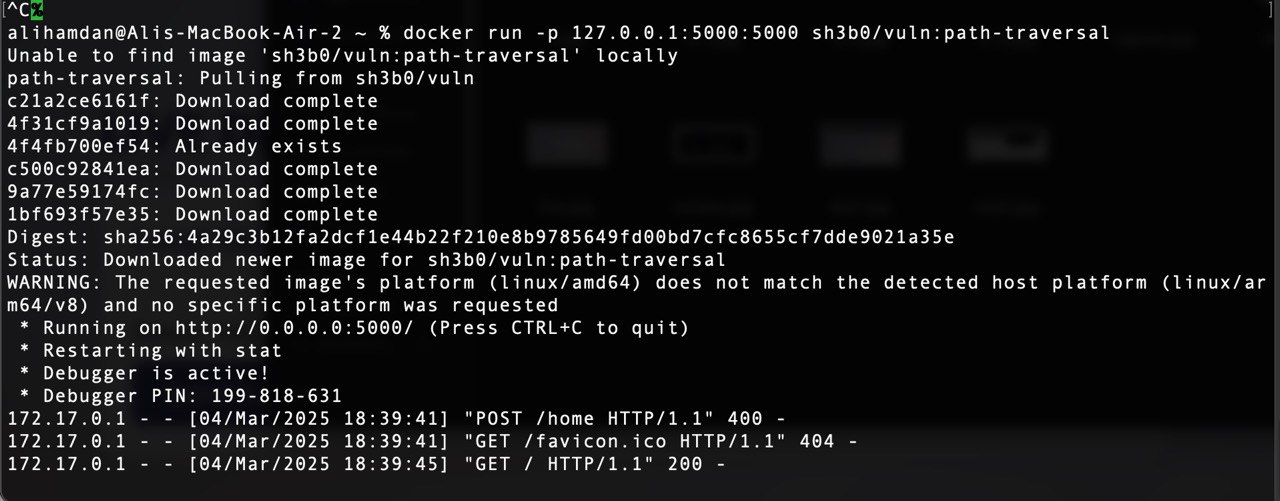 [^C%]
alihamdan@Alis-MacBook-Air-2 ~ % docker run -p 127.0.0.1:5000:5000 sh3b0/vuln:path-traversal
Unable to find image 'sh3b0/vuln:path-traversal' locally
path-traversal: Pulling from sh3b0/vuln
c21a2ce6161f: Download complete
4f31cf9a1019: Download complete
4f4fb700ef54: Already exists
c500c92841ea: Download complete
9a77e59174fc: Download complete
1bf693f57e35: Download complete
Digest: sha256:4a29c3b12fa2dcf1e44b22f210e8b9785649fd00bd7cfc8655cf7dde9021a35e
Status: Downloaded newer image for sh3b0/vuln:path-traversal
WARNING: The requested image's platform (linux/amd64) does not match the detected host platform (linux/ar
m64/v8) and no specific platform was requested
 * Running on http://0.0.0.0:5000/ (Press CTRL+C to quit)
 * Restarting with stat
 * Debugger is active!
 * Debugger PIN: 199-818-631
172.17.0.1 - - [04/Mar/2025 18:39:41] "POST /home HTTP/1.1" 400 -
172.17.0.1 - - [04/Mar/2025 18:39:41] "GET /favicon.ico HTTP/1.1" 404 -
172.17.0.1 - - [04/Mar/2025 18:39:45] "GET / HTTP/1.1" 200 -